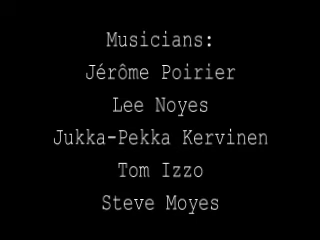 Musicians:
Jérôme Poirier
Lee Noyes
Jukka-Pekka Kervinen
Tom Izzo
Steve Moyes